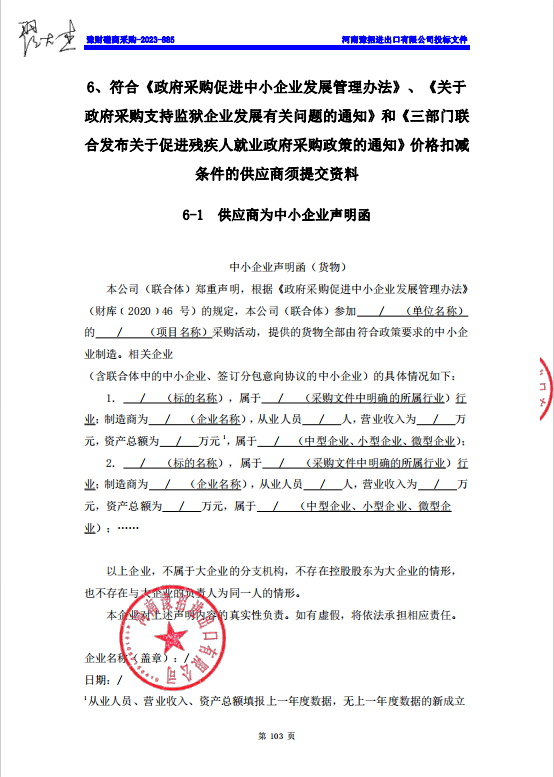 翟大杰
豫财磋商采购-2023-885
河南豫招进出口有限公司投标文件
6、符合《政府采购促进中小企业发展管理办法》、《关于
政府采购支持监狱企业发展有关问题的通知》和《三部门联
合发布关于促进残疾人就业政府采购政策的通知》价格扣减
条件的供应商须提交资料
6-1 供应商为中小企业声明函
中小企业声明函（货物）
本公司（联合体）郑重声明，根据《政府采购促进中小企业发展管理办法》
（财库﹝2020﹞46 号）的规定，本公司（联合体）参加 / （单位名称）
的 / （项目名称）采购活动，提供的货物全部由符合政策要求的中小企
业制造。相关企业
（含联合体中的中小企业、签订分包意向协议的中小企业）的具体情况如下：
1. / （标的名称），属于 / （采购文件中明确的所属行业）行
业；制造商为 / （企业名称），从业人员 / 人，营业收入为 / 万
元，资产总额为 / 万元¹，属于 / （中型企业、小型企业、微型企业）；
2. / （标的名称），属于 / （采购文件中明确的所属行业）行
业；制造商为 / （企业名称），从业人员 / 人，营业收入为 / 万
元，资产总额为 / 万元，属于 / （中型企业、小型企业、微型企
业）；……
以上企业，不属于大企业的分支机构，不存在控股股东为大企业的情形，
也不存在与大企业的负责人为同一人的情形。
本企业对上述声明内容的真实性负责。如有虚假，将依法承担相应责任。
河南豫招进出口有限公司
企业名称（盖章）：/
日期：/
¹从业人员、营业收入、资产总额填报上一年度数据，无上一年度数据的新成立
第 103 页